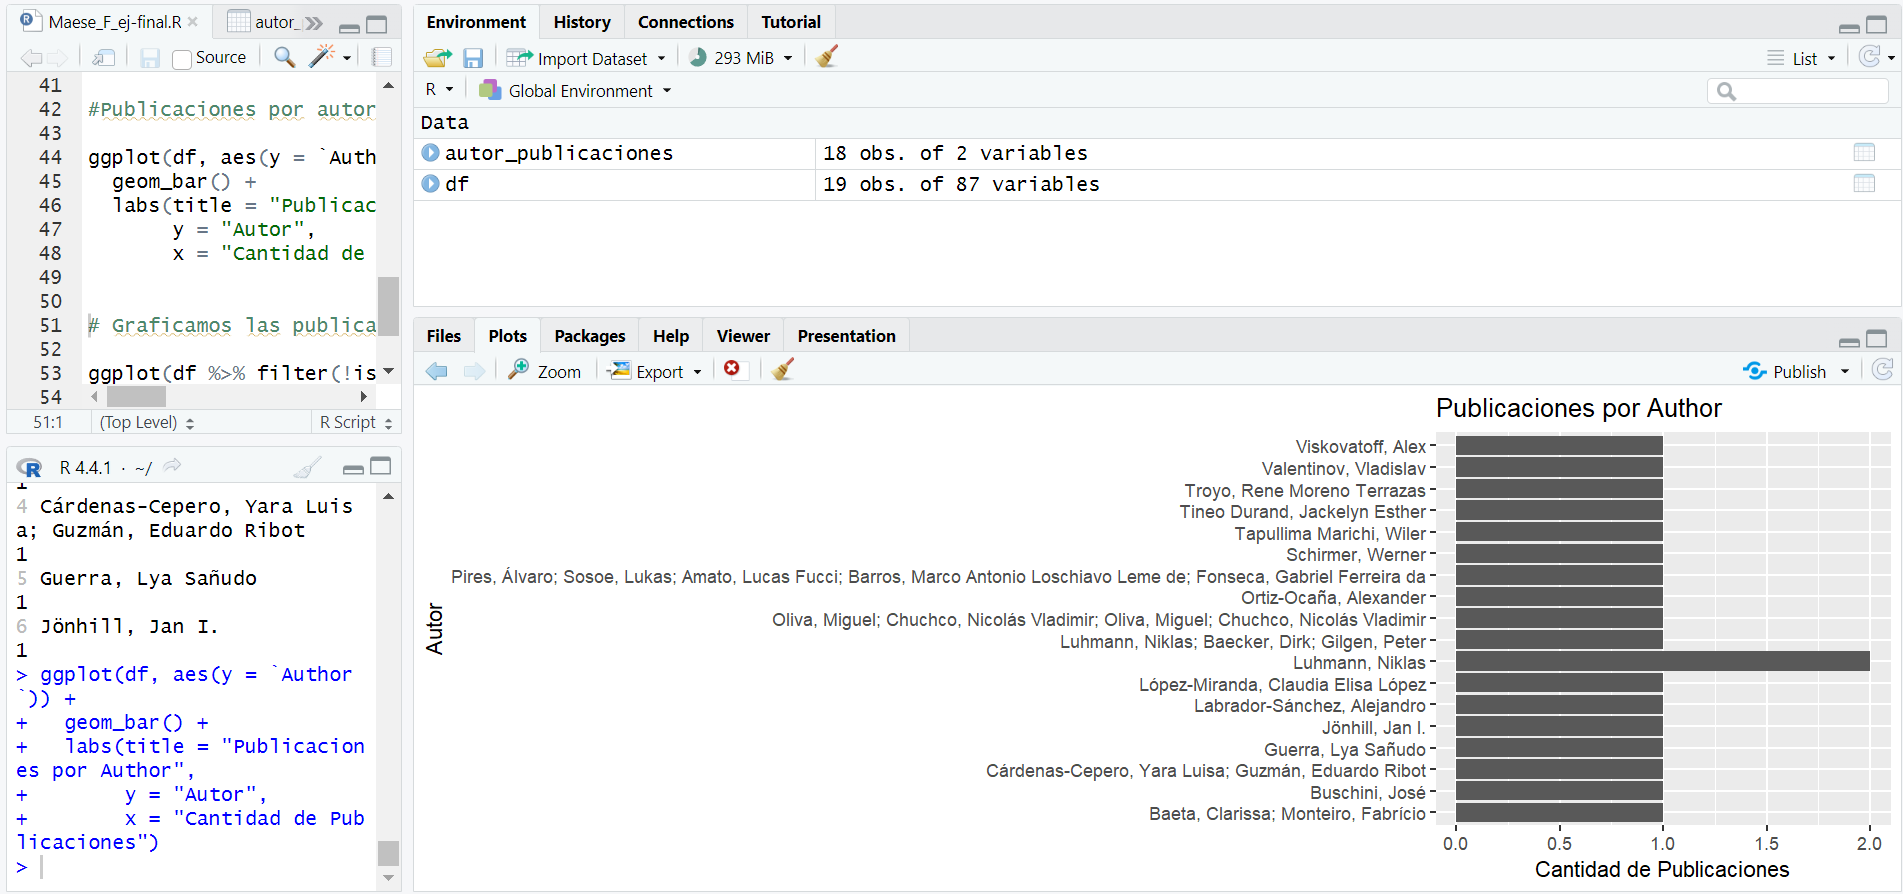 Maese_F_ej-final.R
autor_
Source
41
42 #Publicaciones por autor
43
44 ggplot(df, aes(y = `Auth
45 geom_bar() +
46 labs(title = "Publicac
47 y = "Autor",
48 x = "Cantidad de
49
50
51 # Graficamos las publica
52
53 ggplot(df %>% filter(!is
54
51:1 (Top Level) R Script
R 4.4.1 · ~/
1
4 Cárdenas-Cepero, Yara Luis
a; Guzmán, Eduardo Ribot
1
5 Guerra, Lya Sañudo
1
6 Jönhill, Jan I.
1
> ggplot(df, aes(y = `Author
`)) +
+ geom_bar() +
+ labs(title = "Publicacion
es por Author",
+ y = "Autor",
+ x = "Cantidad de Pub
licaciones")
>
Environment History Connections Tutorial
Import Dataset 293 MiB List
R Global Environment
Data
autor_publicaciones 18 obs. of 2 variables
df 19 obs. of 87 variables
Files Plots Packages Help Viewer Presentation
Zoom Export Publish
Publicaciones por Author
Autor
Viskovatoff, Alex
Valentinov, Vladislav
Troyo, Rene Moreno Terrazas
Tineo Durand, Jackelyn Esther
Tapullima Marichi, Wiler
Schirmer, Werner
Pires, Álvaro; Sosoe, Lukas; Amato, Lucas Fucci; Barros, Marco Antonio Loschiavo Leme de; Fonseca, Gabriel Ferreira da
Ortiz-Ocaña, Alexander
Oliva, Miguel; Chuchco, Nicolás Vladimir; Oliva, Miguel; Chuchco, Nicolás Vladimir
Luhmann, Niklas; Baecker, Dirk; Gilgen, Peter
Luhmann, Niklas
López-Miranda, Claudia Elisa López
Labrador-Sánchez, Alejandro
Jönhill, Jan I.
Guerra, Lya Sañudo
Cárdenas-Cepero, Yara Luisa; Guzmán, Eduardo Ribot
Buschini, José
Baeta, Clarissa; Monteiro, Fabrício
0.0 0.5 1.0 1.5 2.0
Cantidad de Publicaciones